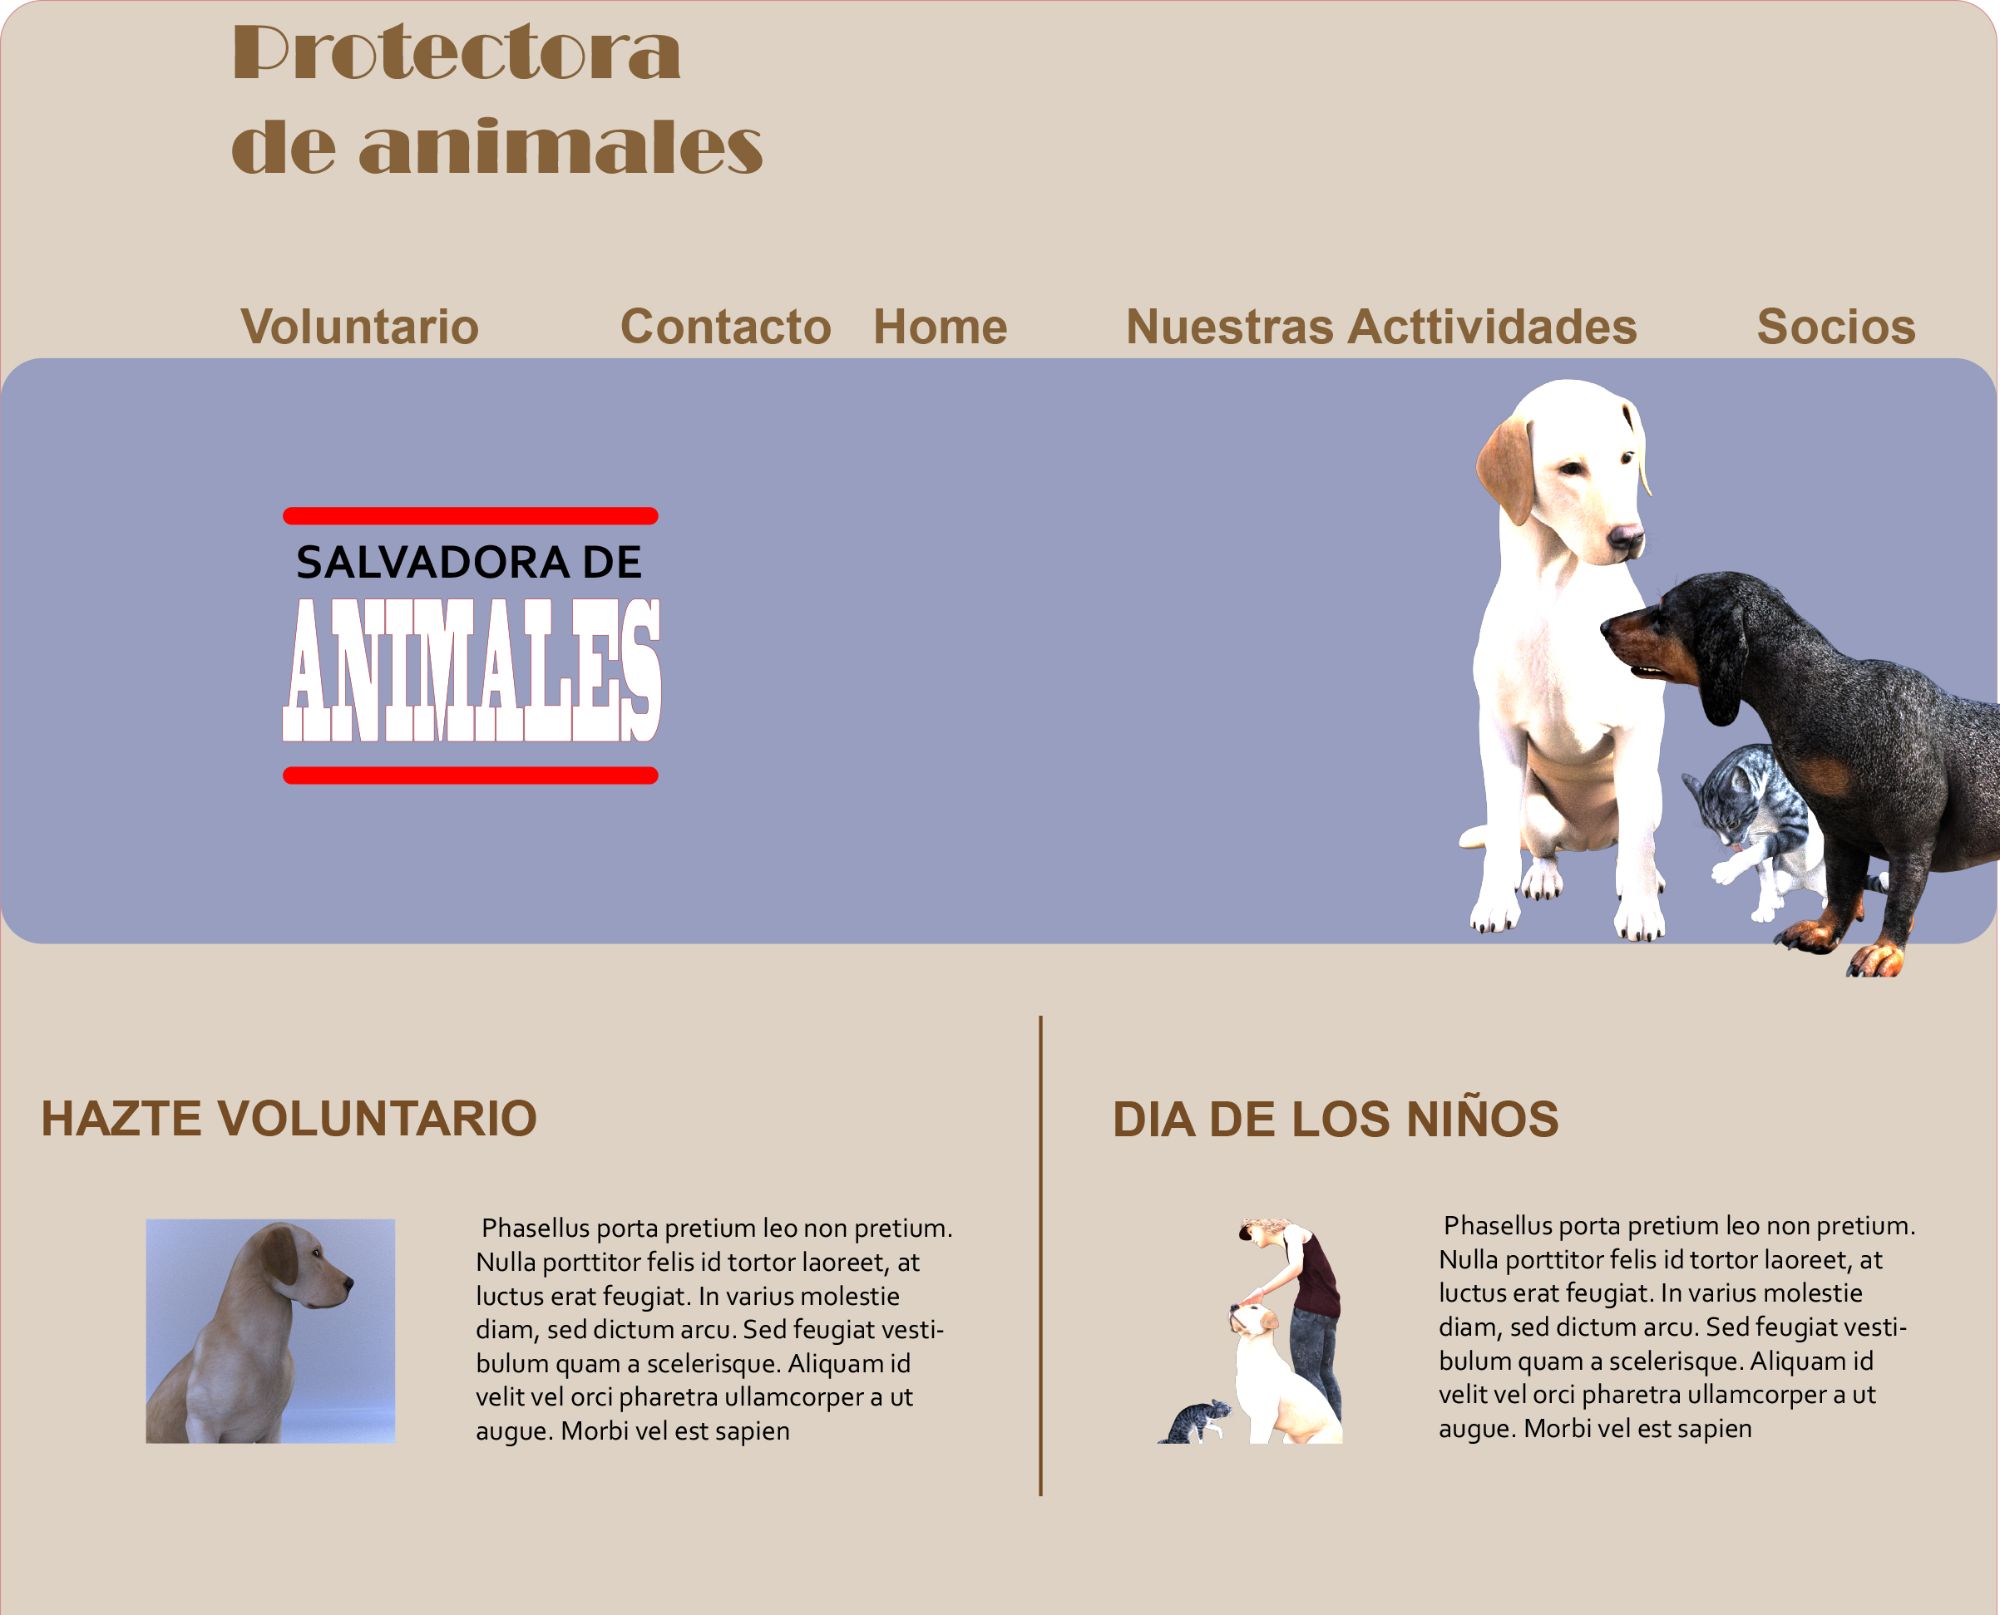 Protectora
de animales
Voluntario Contacto Home Nuestras Acttividades Socios
SALVADORA DE
ANIMALES
HAZTE VOLUNTARIO
Phasellus porta pretium leo non pretium.
Nulla porttitor felis id tortor laoreet, at
luctus erat feugiat. In varius molestie
diam, sed dictum arcu. Sed feugiat vesti-
bulum quam a scelerisque. Aliquam id
velit vel orci pharetra ullamcorper a ut
augue. Morbi vel est sapien
DIA DE LOS NIÑOS
Phasellus porta pretium leo non pretium.
Nulla porttitor felis id tortor laoreet, at
luctus erat feugiat. In varius molestie
diam, sed dictum arcu. Sed feugiat vesti-
bulum quam a scelerisque. Aliquam id
velit vel orci pharetra ullamcorper a ut
augue. Morbi vel est sapien